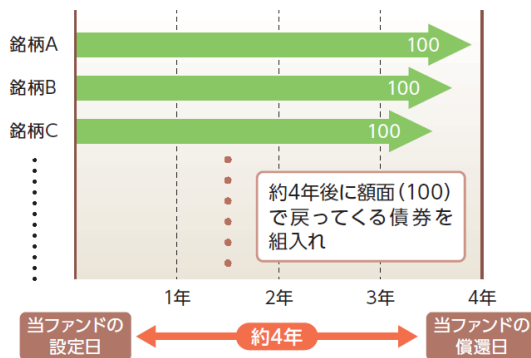 銘柄A
100
銘柄B
100
銘柄C
100
約4年後に額面(100)
で戻ってくる債券を
組入れ
1年
2年
3年
4年
当ファンドの
設定日
約4年
当ファンドの
償還日